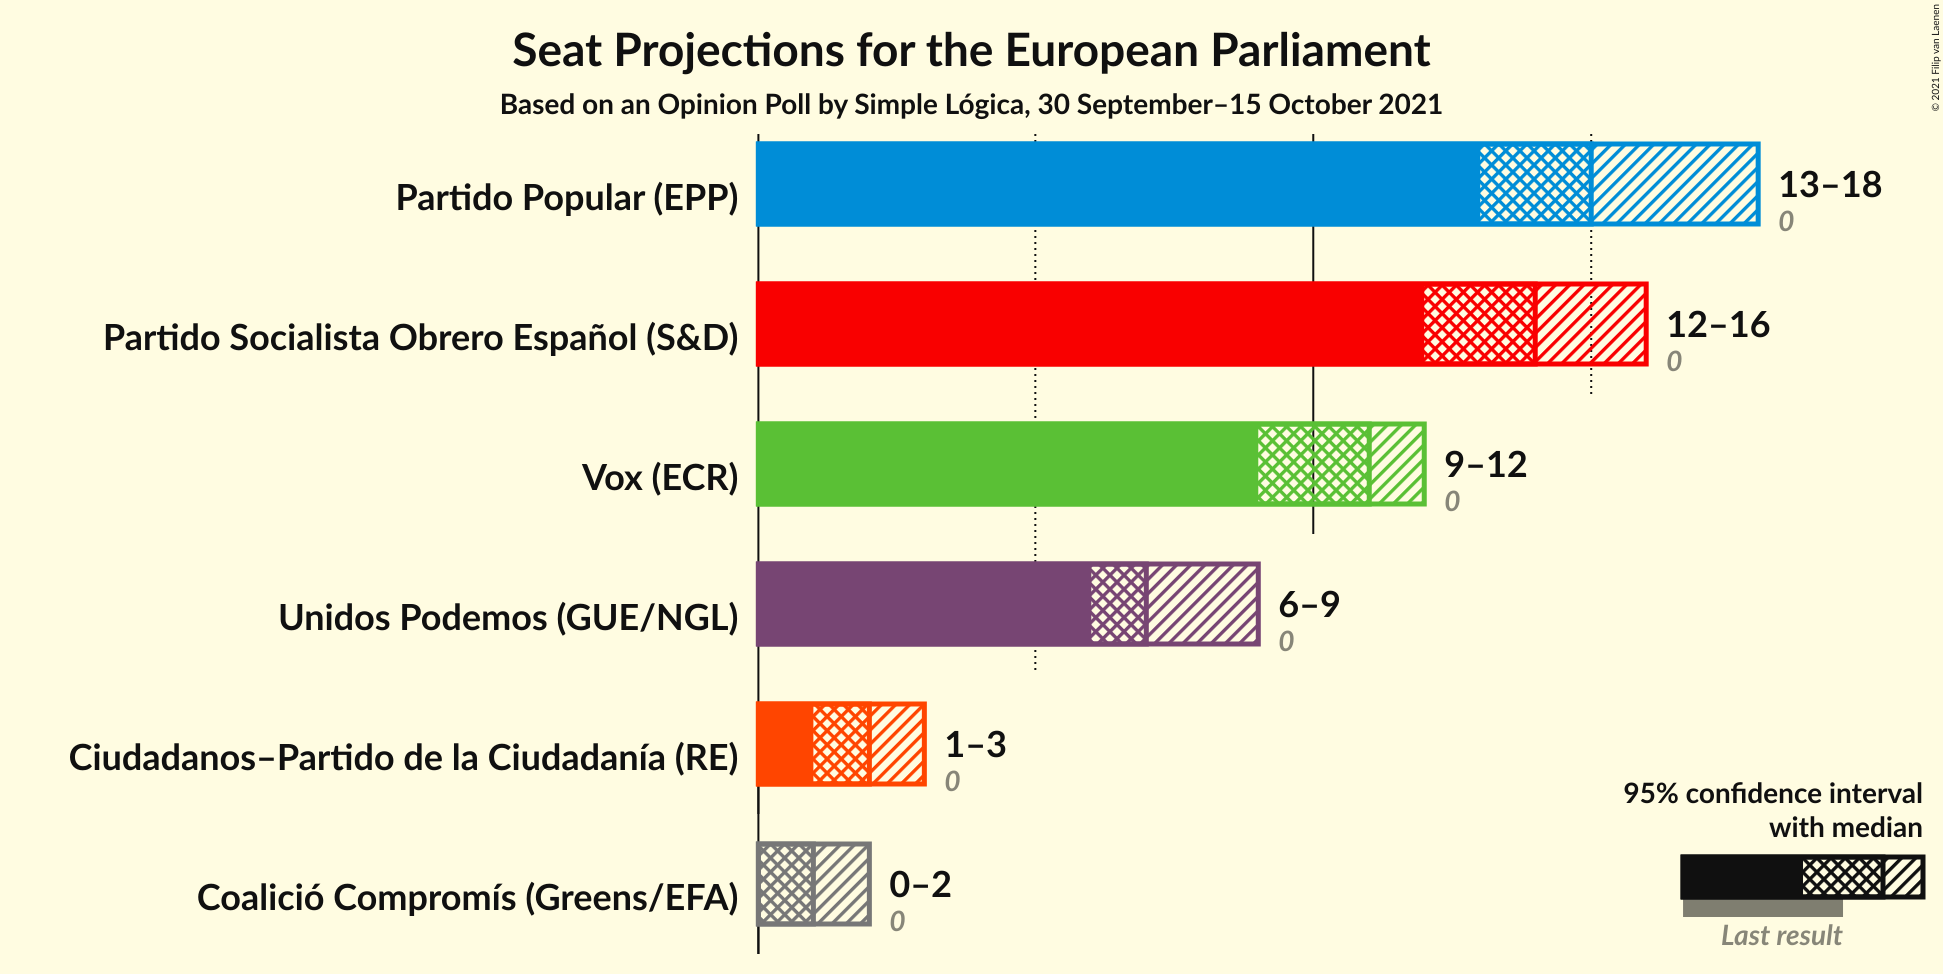 Seat Projections for the European Parliament
Based on an Opinion Poll by Simple Lógica, 30 September–15 October 2021
© 2021 Filip van Laenen
Partido Popular (EPP)
13–18
0
Partido Socialista Obrero Español (S&D)
12–16
0
Vox (ECR)
9–12
0
Unidos Podemos (GUE/NGL)
6–9
0
Ciudadanos–Partido de la Ciudadanía (RE)
1–3
0
Coalició Compromís (Greens/EFA)
0–2
0
95% confidence interval
with median
Last result